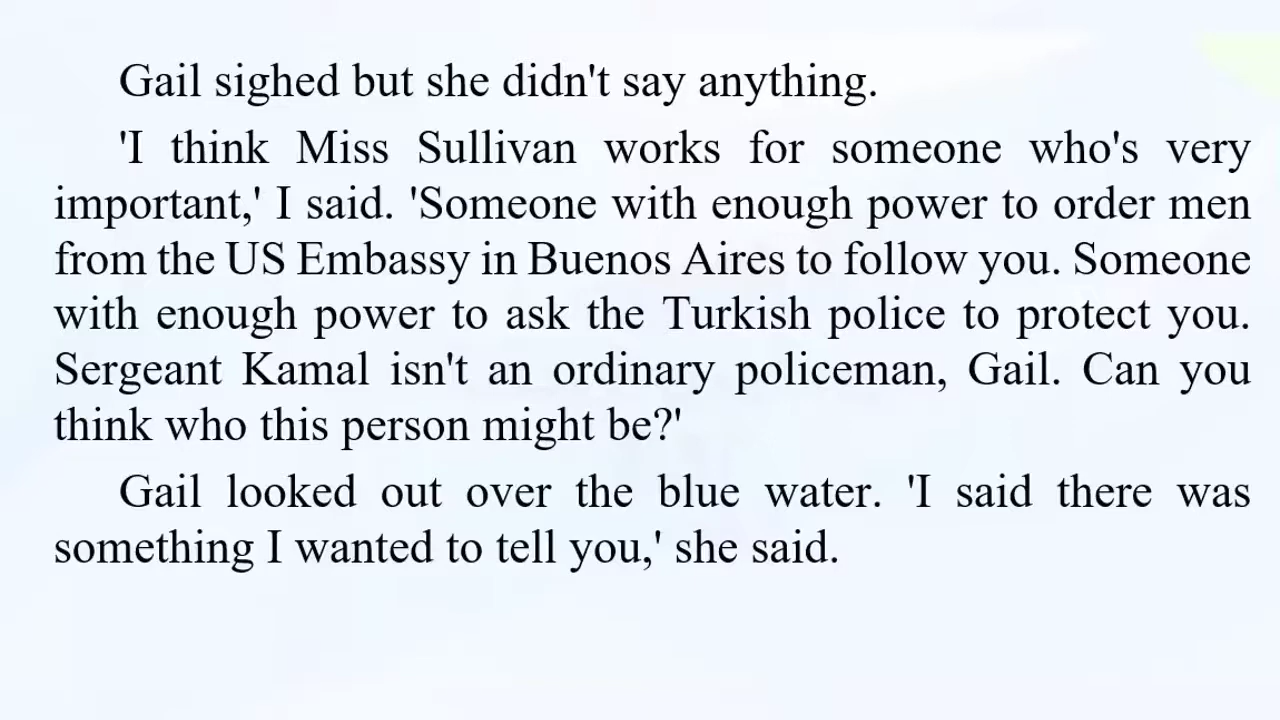 Gail sighed but she didn't say anything.
'I think Miss Sullivan works for someone who's very
important,' I said. 'Someone with enough power to order men
from the US Embassy in Buenos Aires to follow you. Someone
with enough power to ask the Turkish police to protect you.
Sergeant Kamal isn't an ordinary policeman, Gail. Can you
think who this person might be?'
Gail looked out over the blue water. 'I said there was
something I wanted to tell you,' she said.